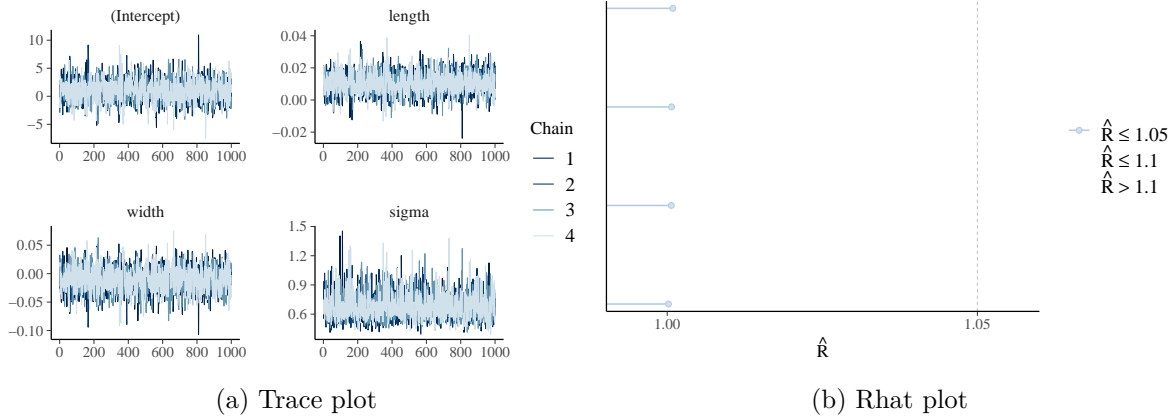 (Intercept)
10
5
0
−5
0 200 400 600 800 1000
length
0.04
0.02
0.00
−0.02
0 200 400 600 800 1000
width
0.05
0.00
−0.05
−0.10
0 200 400 600 800 1000
sigma
1.5
1.2
0.9
0.6
0 200 400 600 800 1000
Chain
1
2
3
4
(a) Trace plot
1.00 1.05
R̂
R̂ ≤ 1.05
R̂ ≤ 1.1
R̂ > 1.1
(b) Rhat plot